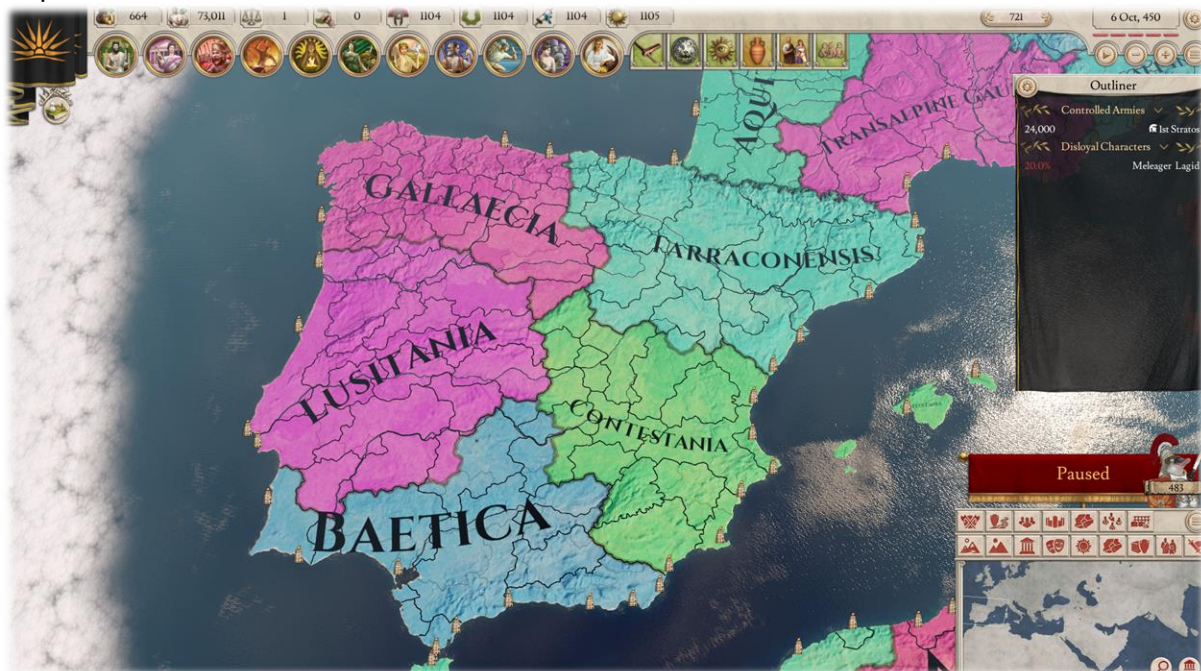 664 73,011 1 0 1104 1104 1104 1105 721 6 Oct, 450
Outliner
Controlled Armies
24,000 1st Stratos
Disloyal Characters
20.0% Meleager Lagid
AQUI
TRANSALPINE GAU
GALLAECIA
TARRACONENSIS
LUSITANIA
CONTESTANIA
BAETICA
Paused
483